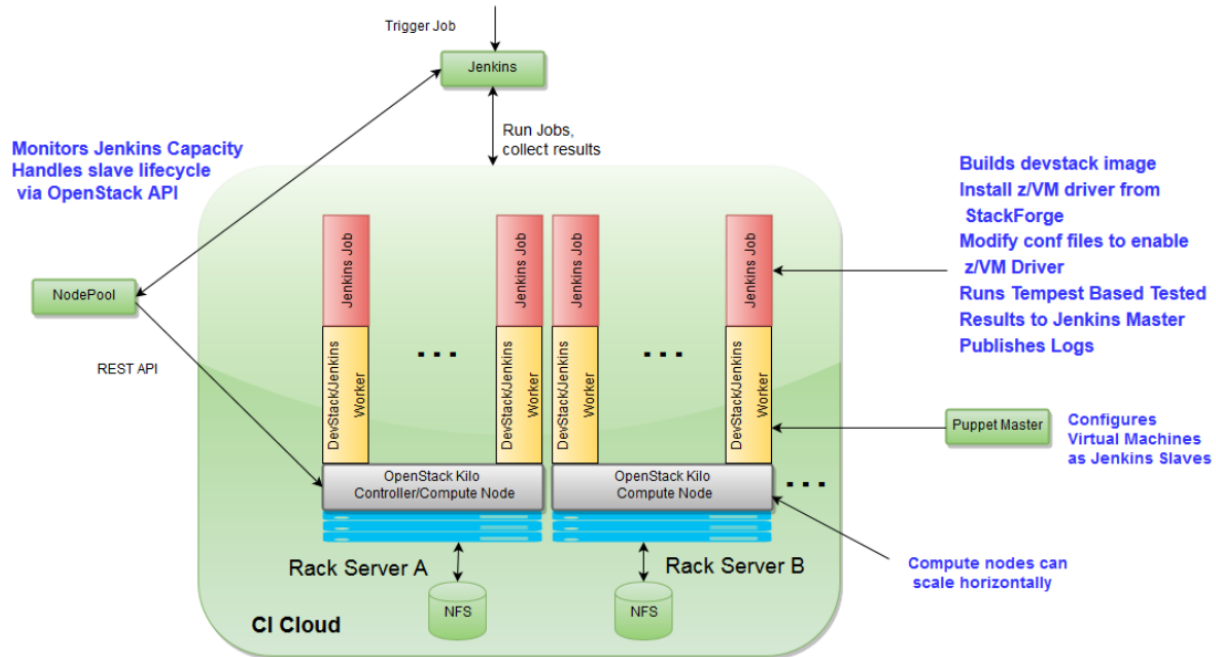 Trigger Job
Jenkins
Run Jobs,
collect results
Monitors Jenkins Capacity
Handles slave lifecycle
via OpenStack API
NodePool
REST API
Jenkins Job
Jenkins Job
Jenkins Job
Jenkins Job
DevStack/Jenkins
Worker
DevStack/Jenkins
Worker
DevStack/Jenkins
Worker
DevStack/Jenkins
Worker
...
...
OpenStack Kilo
Controller/Compute Node
OpenStack Kilo
Compute Node
...
Rack Server A
Rack Server B
NFS
NFS
CI Cloud
Builds devstack image
Install z/VM driver from
StackForge
Modify conf files to enable
z/VM Driver
Runs Tempest Based Tested
Results to Jenkins Master
Publishes Logs
Puppet Master
Configures
Virtual Machines
as Jenkins Slaves
Compute nodes can
scale horizontally